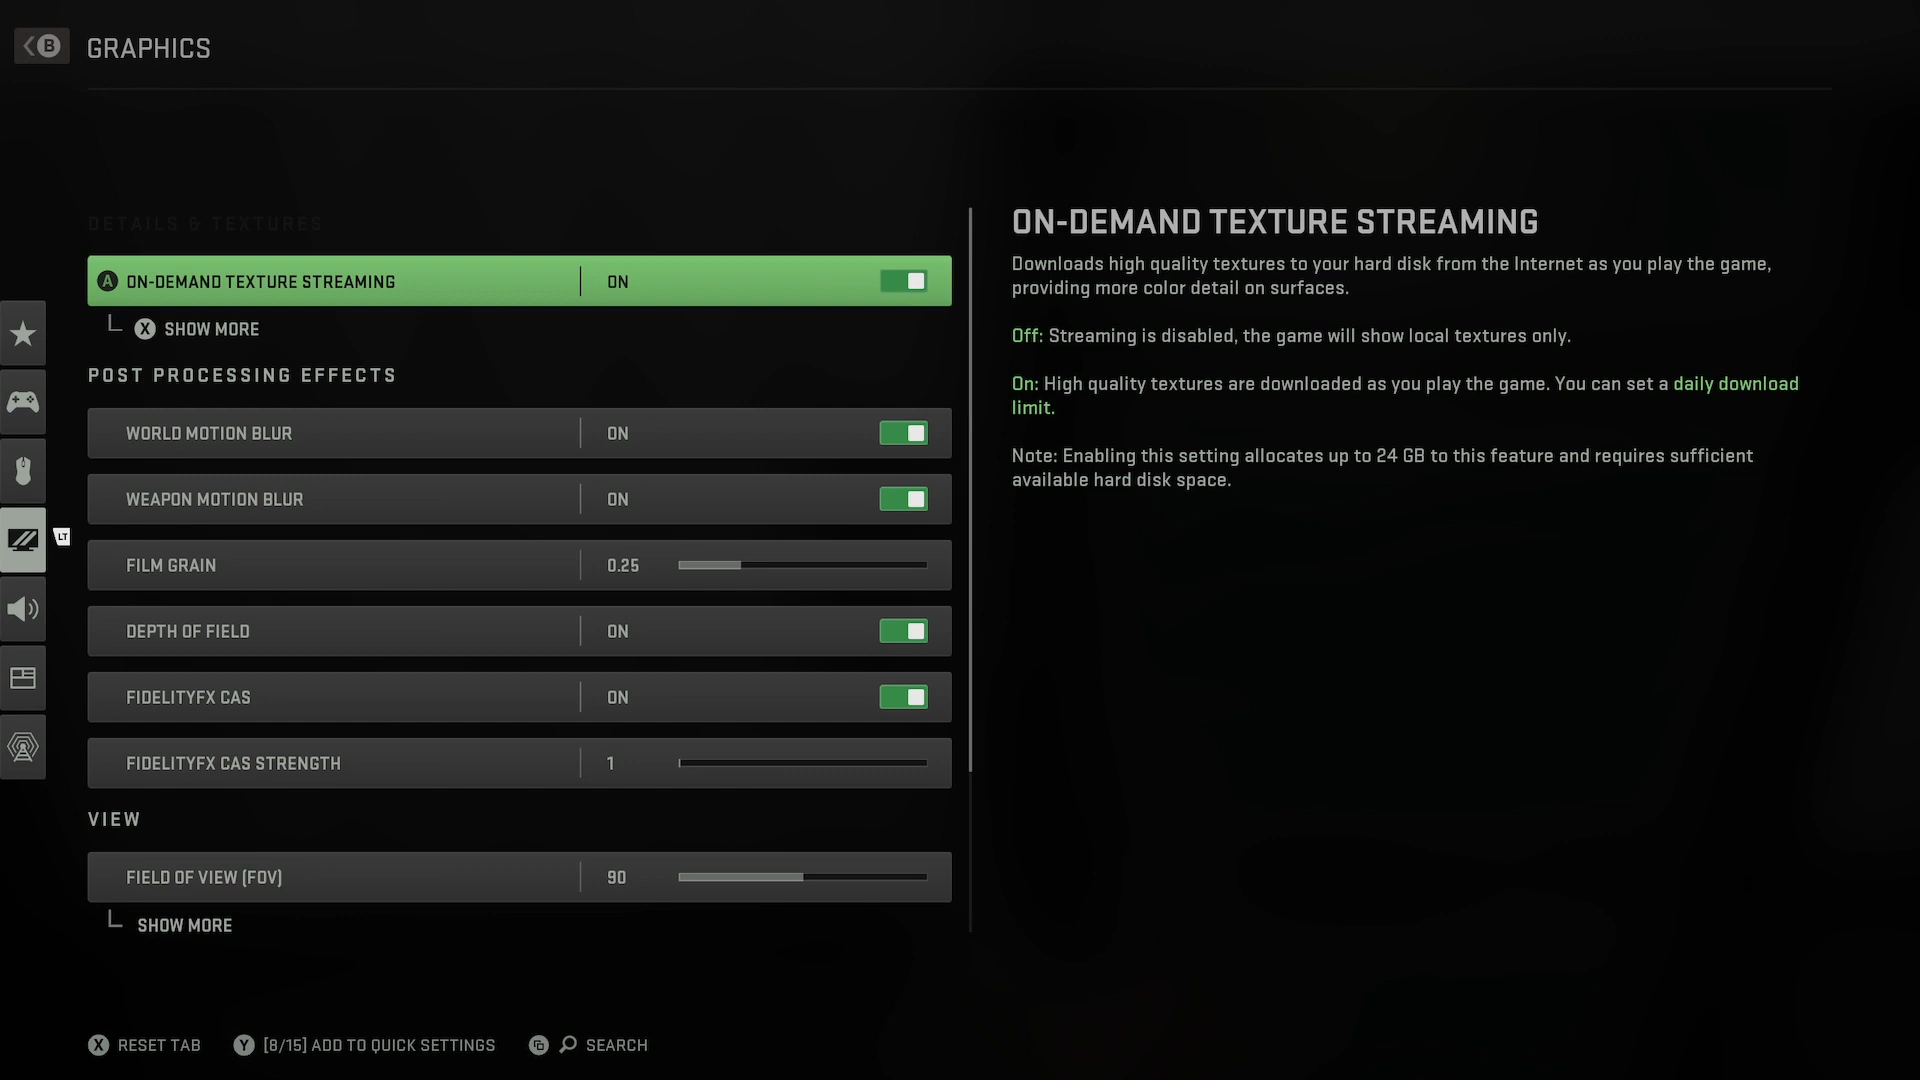 B GRAPHICS
DETAILS & TEXTURES
A ON-DEMAND TEXTURE STREAMING ON
X SHOW MORE
POST PROCESSING EFFECTS
WORLD MOTION BLUR ON
WEAPON MOTION BLUR ON
LT
FILM GRAIN 0.25
DEPTH OF FIELD ON
FIDELITYFX CAS ON
FIDELITYFX CAS STRENGTH 1
VIEW
FIELD OF VIEW (FOV) 90
SHOW MORE
ON-DEMAND TEXTURE STREAMING
Downloads high quality textures to your hard disk from the Internet as you play the game,
providing more color detail on surfaces.
Off: Streaming is disabled, the game will show local textures only.
On: High quality textures are downloaded as you play the game. You can set a daily download
limit.
Note: Enabling this setting allocates up to 24 GB to this feature and requires sufficient
available hard disk space.
X RESET TAB Y [8/15] ADD TO QUICK SETTINGS SEARCH